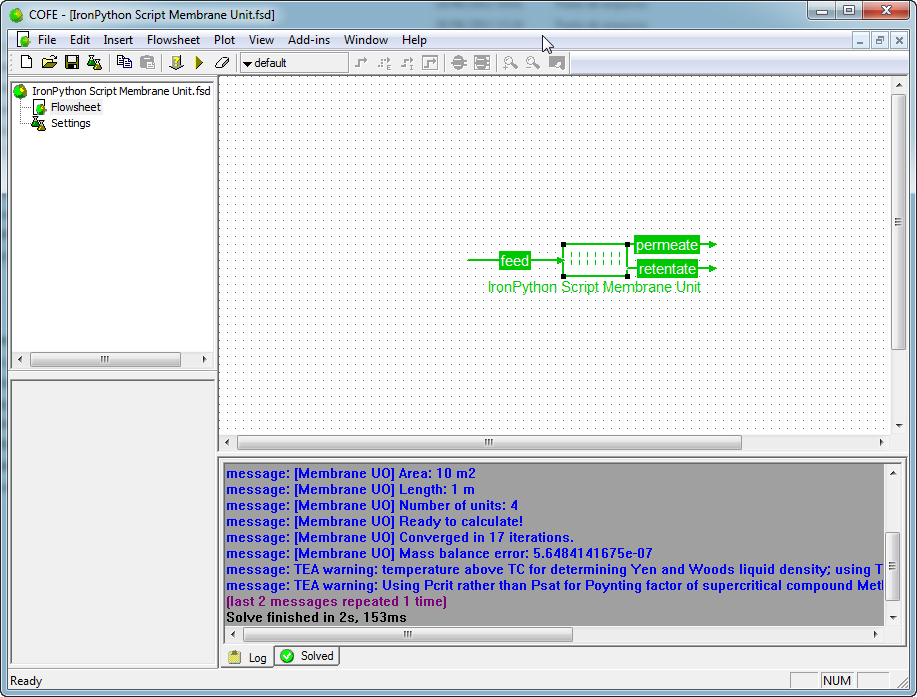 COFE - [IronPython Script Membrane Unit.fsd]
File Edit Insert Flowsheet Plot View Add-ins Window Help
default
IronPython Script Membrane Unit.fsd
Flowsheet
Settings
permeate
feed
retentate
IronPython Script Membrane Unit
message: [Membrane UO] Area: 10 m2
message: [Membrane UO] Length: 1 m
message: [Membrane UO] Number of units: 4
message: [Membrane UO] Ready to calculate!
message: [Membrane UO] Converged in 17 iterations.
message: [Membrane UO] Mass balance error: 5.6484141675e-07
message: TEA warning: temperature above TC for determining Yen and Woods liquid density; using T
message: TEA warning: Using Pcrit rather than Psat for Poynting factor of supercritical compound Met
(last 2 messages repeated 1 time)
Solve finished in 2s, 153ms
Log Solved
Ready NUM